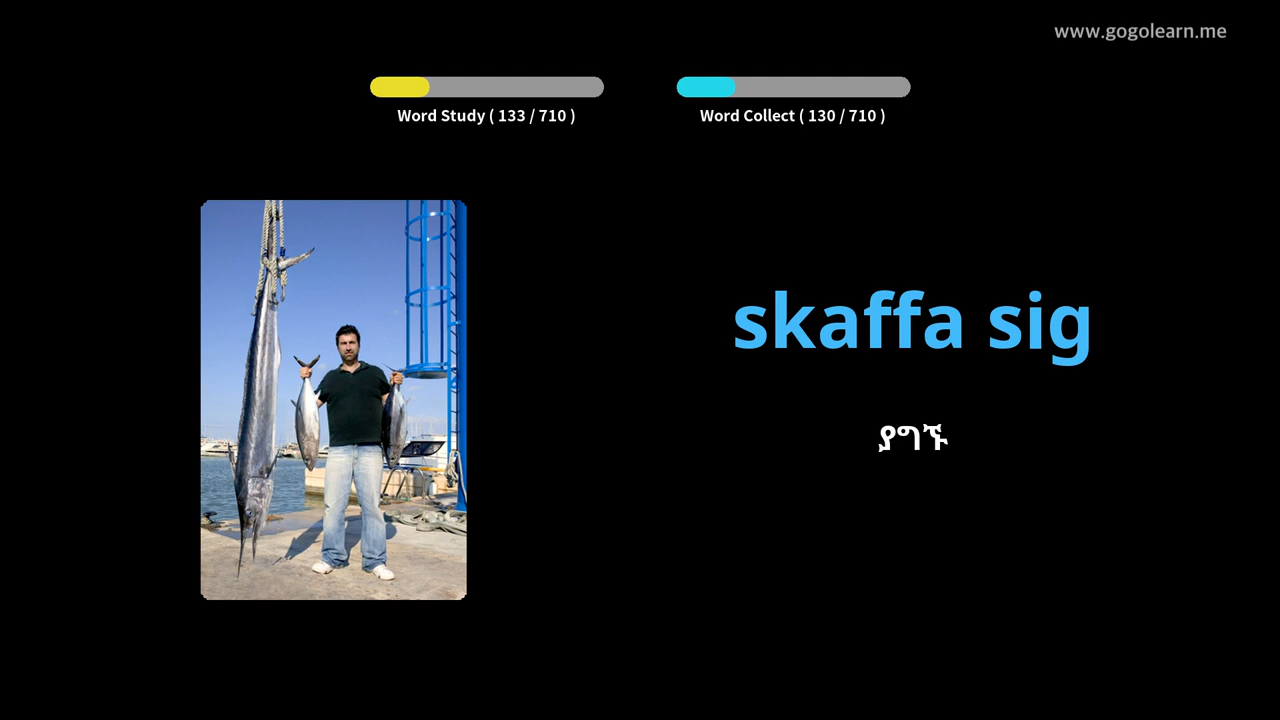 www.gogolearn.me
Word Study ( 133 / 710 )
Word Collect ( 130 / 710 )
skaffa sig
ያግኙ